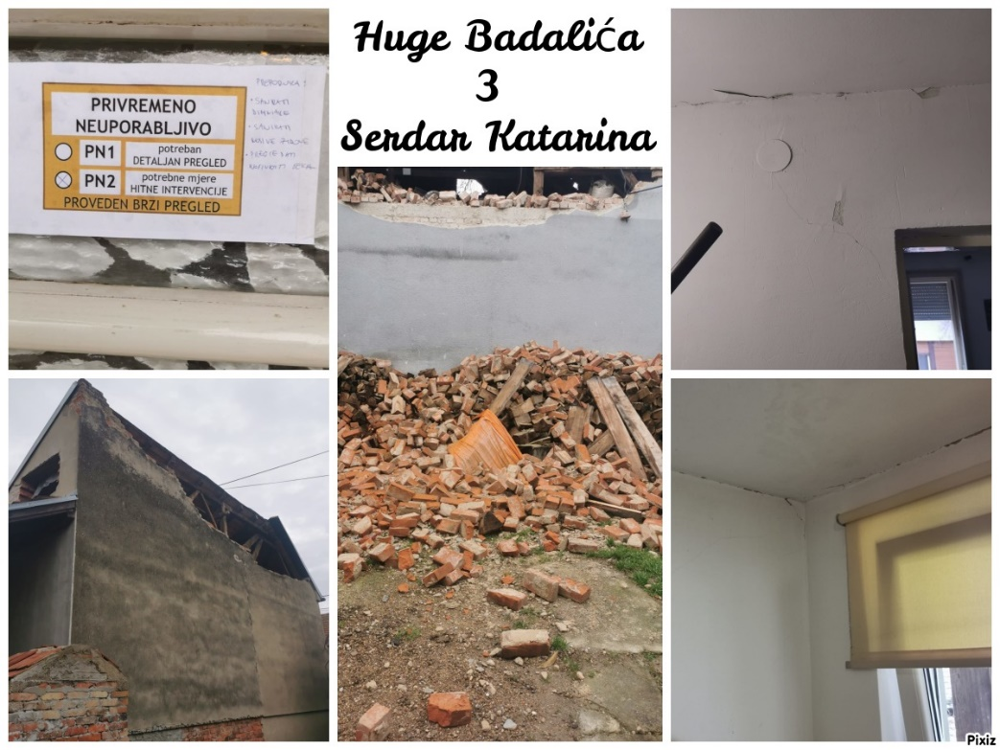 Huge Badalića
3
Serdar Katarina
PRIVREMENO
NEUPORABLJIVO
PN1 potreban
DETALJAN PREGLED
PN2 potrebne mjere
HITNE INTERVENCIJE
PROVEDEN BRZI PREGLED
Pixiz